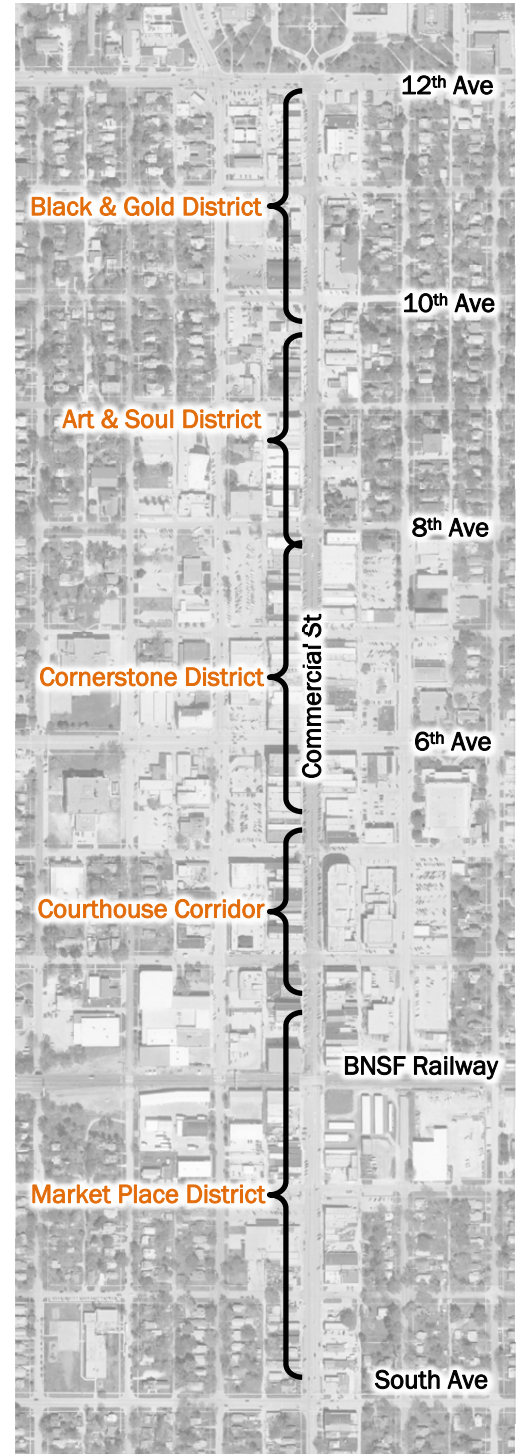 12th Ave
Black & Gold District
10th Ave
Art & Soul District
8th Ave
Commercial St
Cornerstone District
6th Ave
Courthouse Corridor
BNSF Railway
Market Place District
South Ave